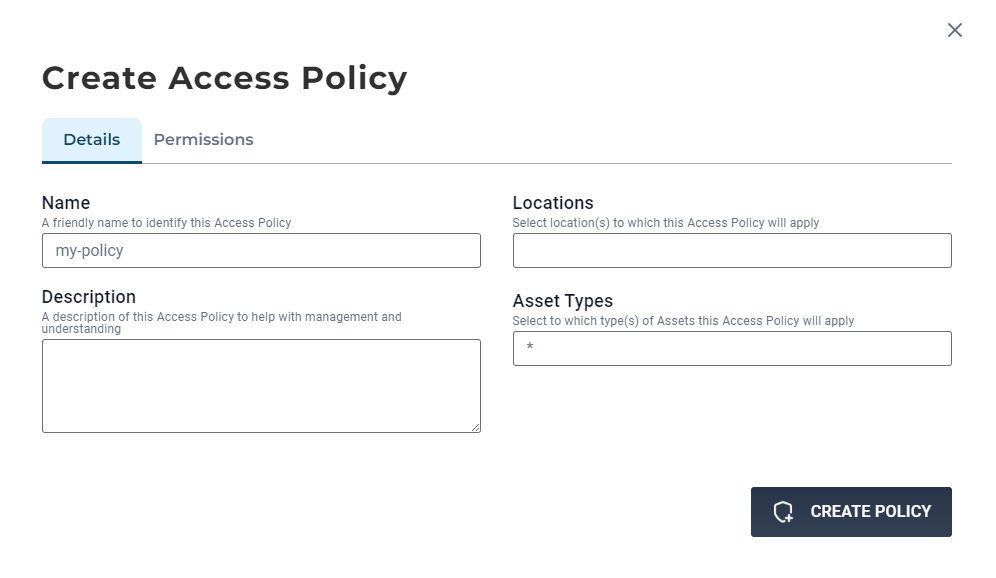 Create Access Policy
Details
Permissions
Name
A friendly name to identify this Access Policy
my-policy
Description
A description of this Access Policy to help with management and
understanding
Locations
Select location(s) to which this Access Policy will apply
Asset Types
Select to which type(s) of Assets this Access Policy will apply
*
CREATE POLICY